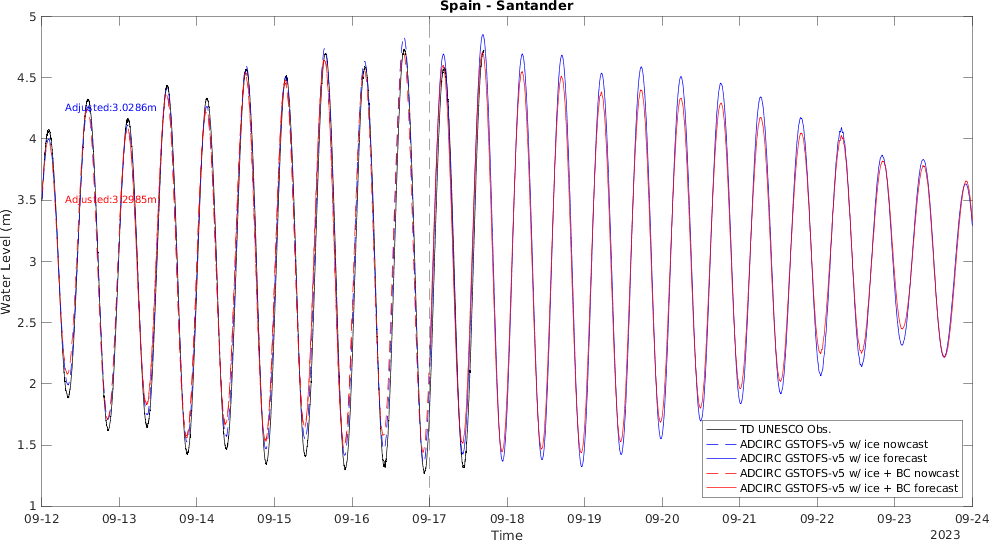 Spain - Santander
5
4.5
4
3.5
3
2.5
2
1.5
1
Water Level (m)
Adjusted:3.0286m
Adjusted:3.2985m
TD UNESCO Obs.
ADCIRC GSTOFS-v5 w/ ice nowcast
ADCIRC GSTOFS-v5 w/ ice forecast
ADCIRC GSTOFS-v5 w/ ice + BC nowcast
ADCIRC GSTOFS-v5 w/ ice + BC forecast
09-12 09-13 09-14 09-15 09-16 09-17 09-18 09-19 09-20 09-21 09-22 09-23 09-24
Time
2023